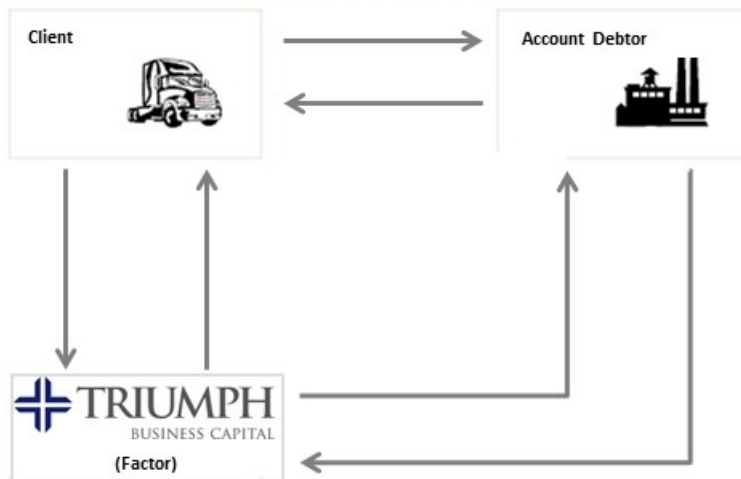 Client
Account Debtor
TRIUMPH
BUSINESS CAPITAL
(Factor)